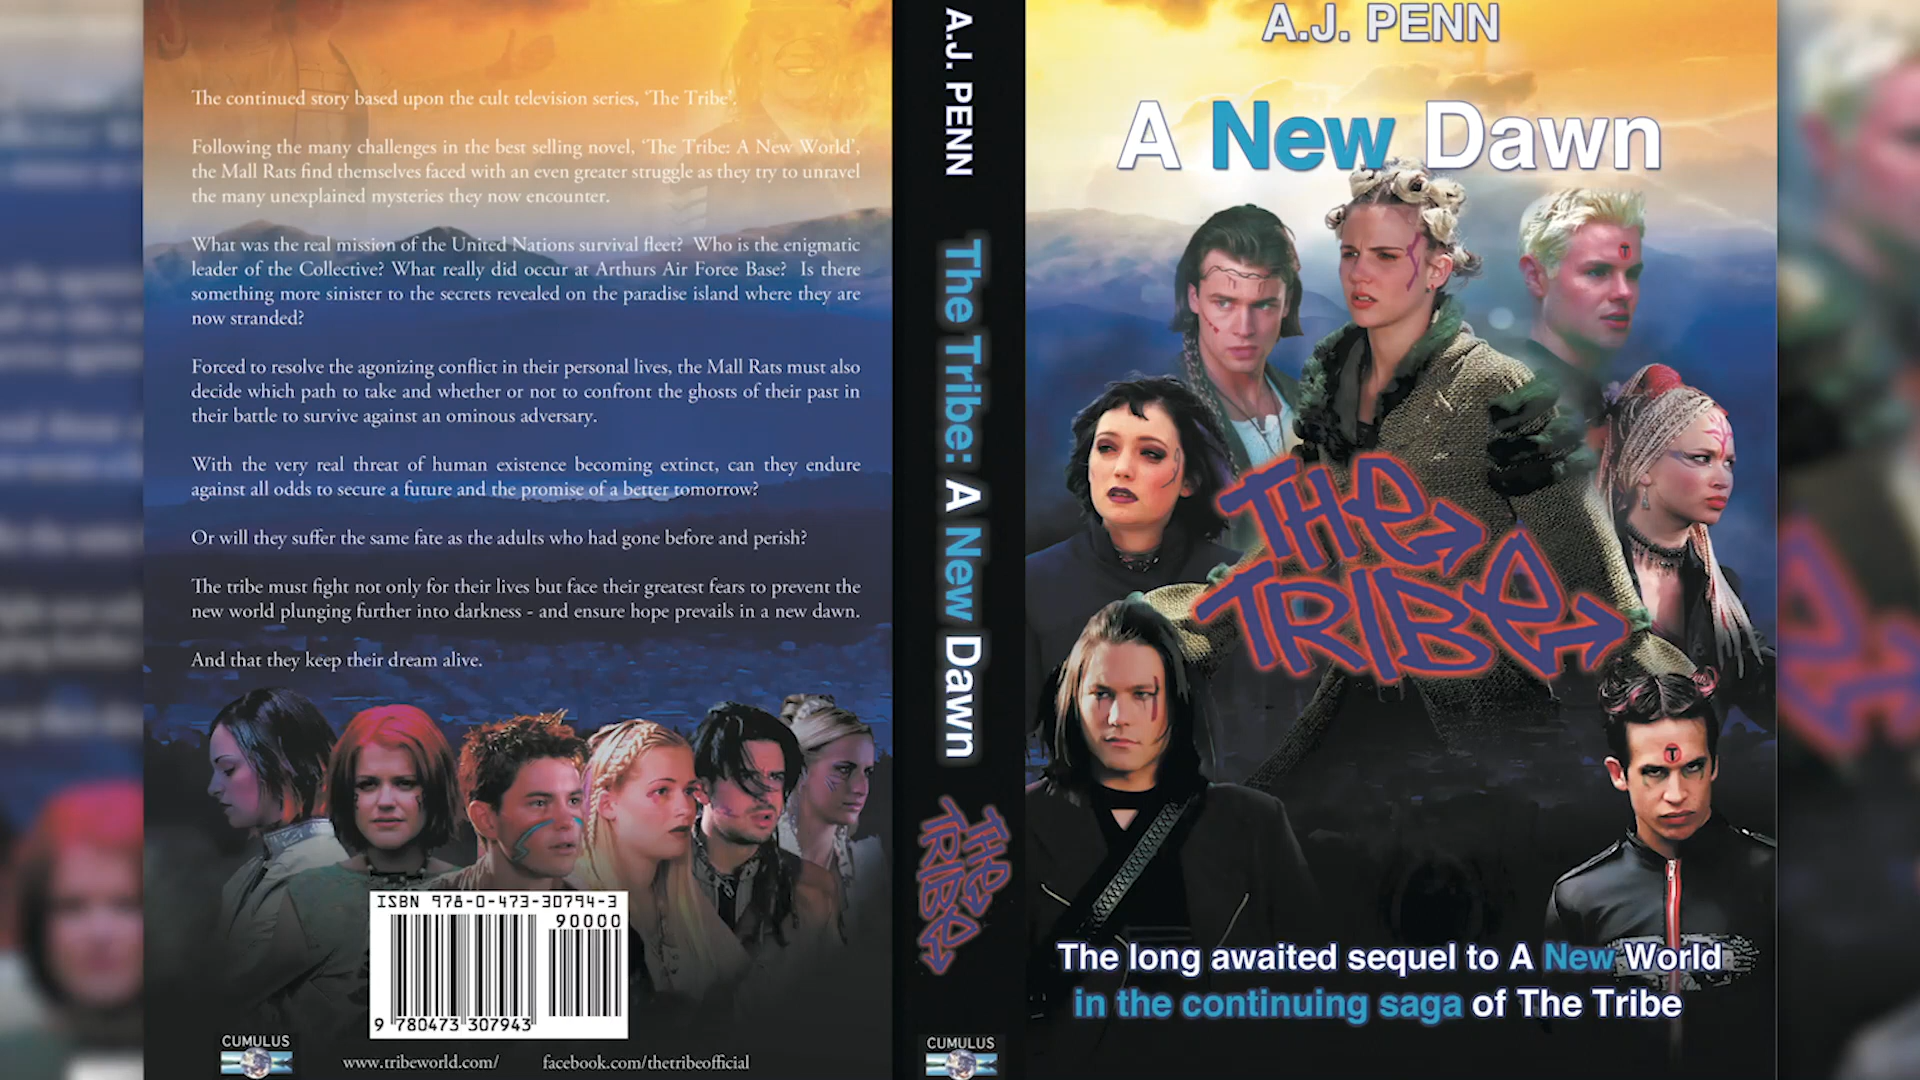 The continued story based upon the cult television series, 'The Tribe'.
Following the many challenges in the best selling novel, 'The Tribe: A New World',
the Mall Rats find themselves faced with an even greater struggle as they try to unravel
the many unexplained mysteries they now encounter.
What was the real mission of the United Nations survival fleet? Who is the enigmatic
leader of the Collective? What really did occur at Arthurs Air Force Base? Is there
something more sinister to the secrets revealed on the paradise island where they are
now stranded?
Forced to resolve the agonizing conflict in their personal lives, the Mall Rats must also
decide which path to take and whether or not to confront the ghosts of their past in
their battle to survive against an ominous adversary.
With the very real threat of human existence becoming extinct, can they endure
against all odds to secure a future and the promise of a better tomorrow?
Or will they suffer the same fate as the adults who had gone before and perish?
The tribe must fight not only for their lives but face their greatest fears to prevent the
new world plunging further into darkness - and ensure hope prevails in a new dawn.
And that they keep their dream alive.
ISBN 978-0-473-30794-3
90000
9 780473 307943
CUMULUS
www.tribeworld.com/
facebook.com/thetribeofficial
A.J. PENN
The Tribe: A New Dawn
THE
TRIBE
CUMULUS
A.J. PENN
A New Dawn
THE
TRIBE
T
T
The long awaited sequel to A New World
in the continuing saga of The Tribe